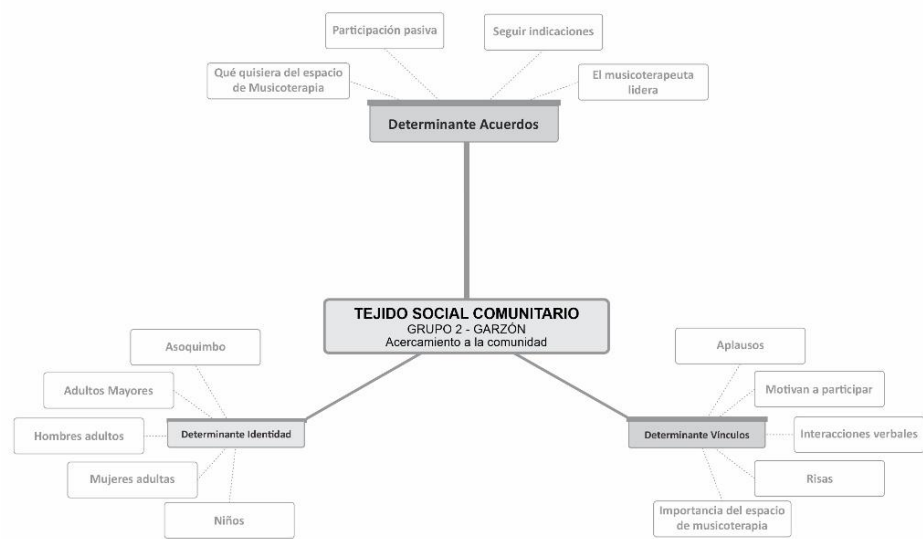 Participación pasiva
Seguir indicaciones
Qué quisiera del espacio
de Musicoterapia
El musicoterapeuta
lidera
Determinante Acuerdos
TEJIDO SOCIAL COMUNITARIO
GRUPO 2 - GARZÓN
Acercamiento a la comunidad
Asoquimbo
Adultos Mayores
Hombres adultos
Determinante Identidad
Mujeres adultas
Niños
Aplausos
Motivan a participar
Determinante Vínculos
Interacciones verbales
Risas
Importancia del espacio
de musicoterapia